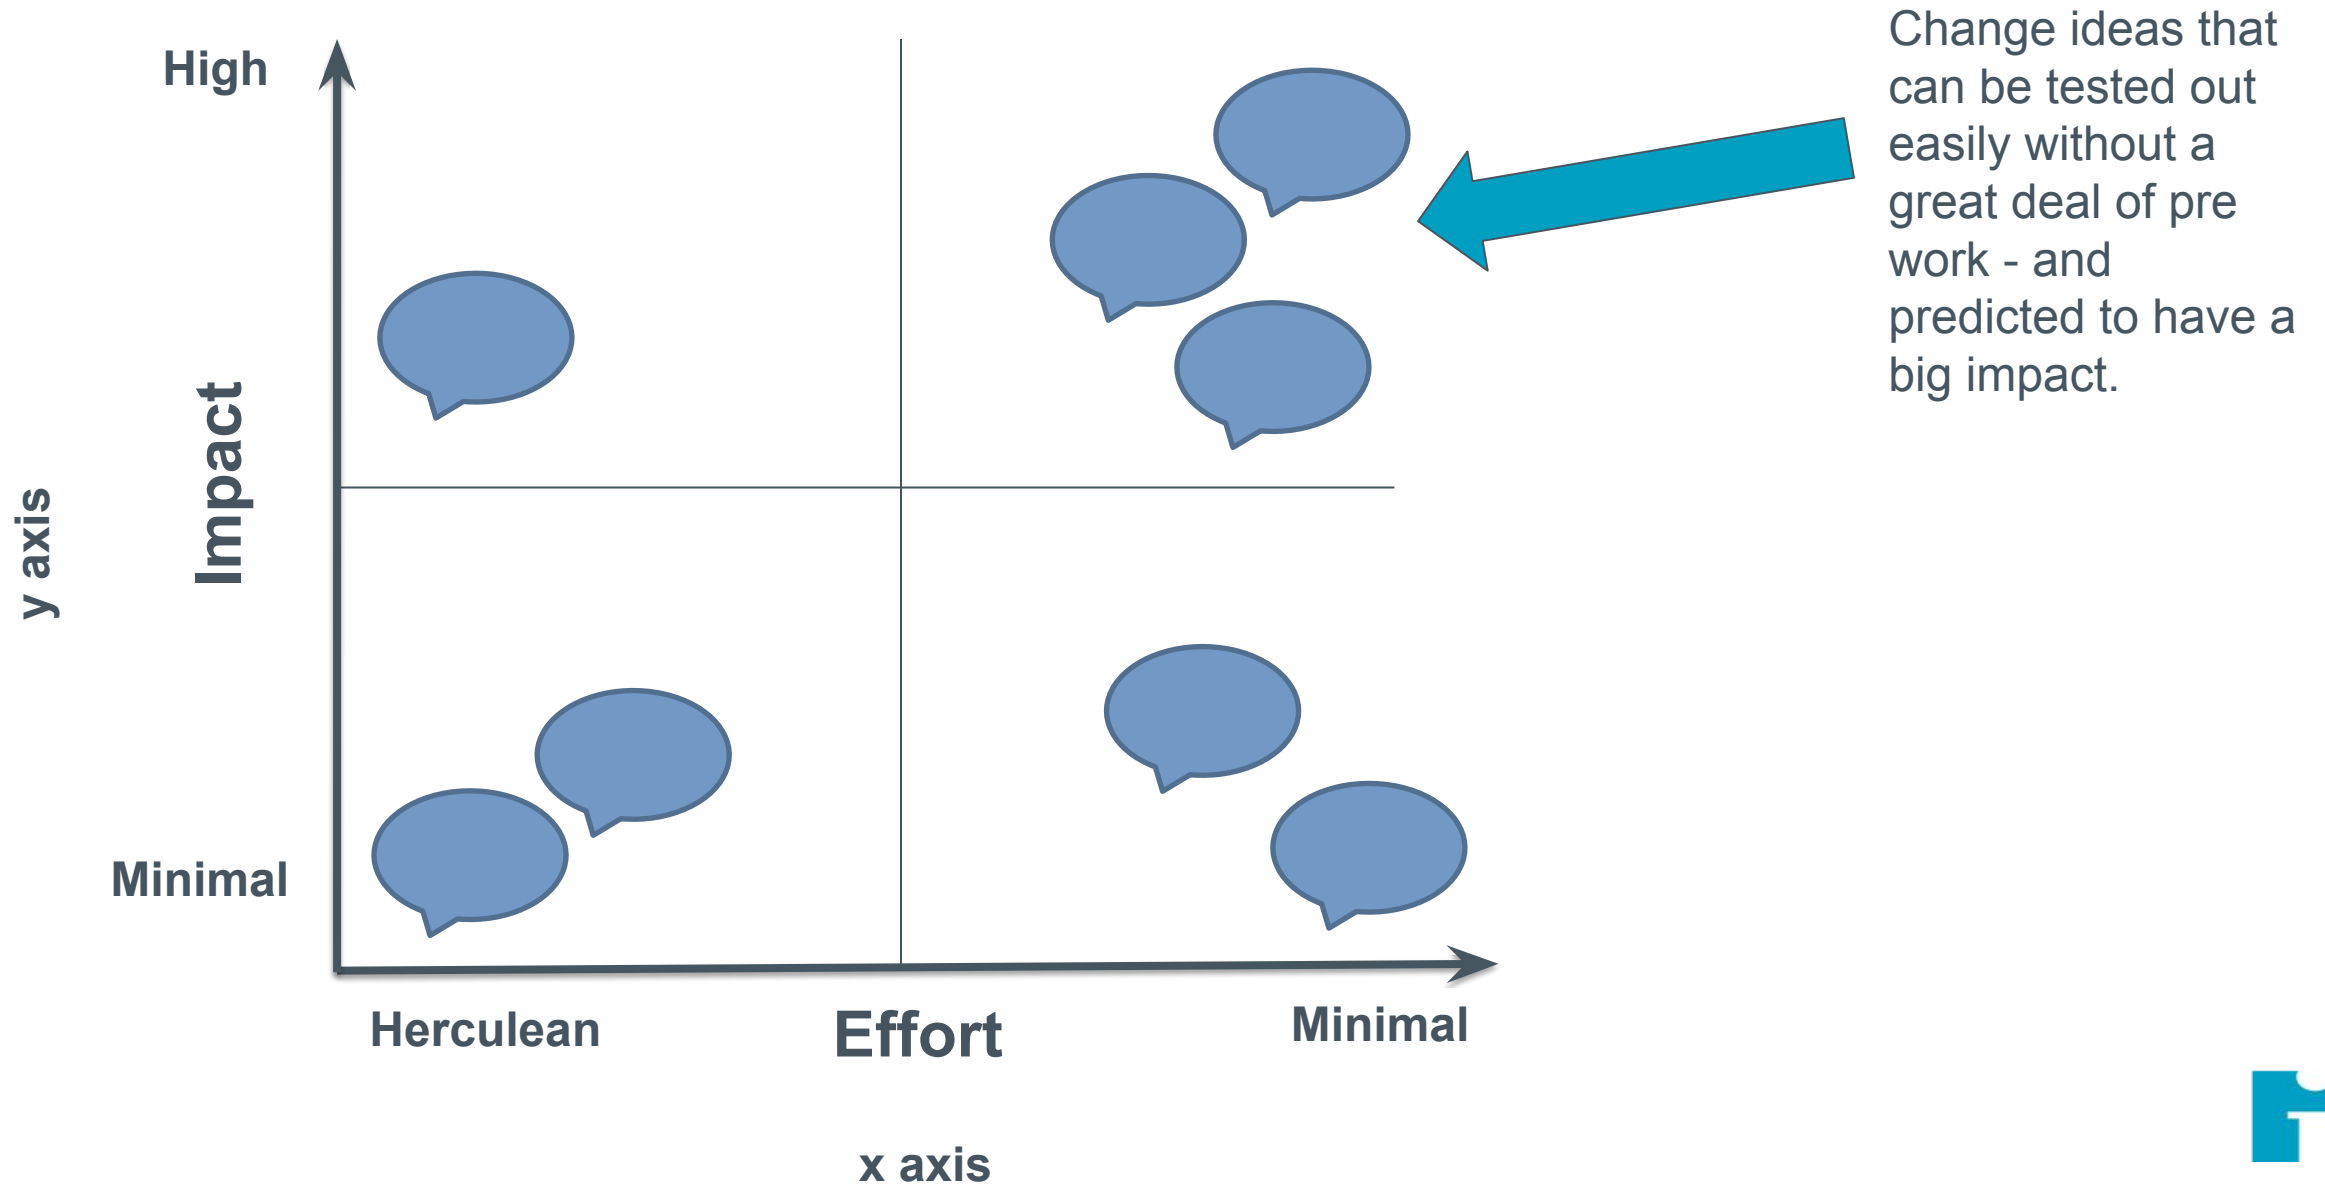 High
Change ideas that
can be tested out
easily without a
great deal of pre
work - and
predicted to have a
big impact.
Impact
y axis
Minimal
Herculean
Effort
Minimal
x axis